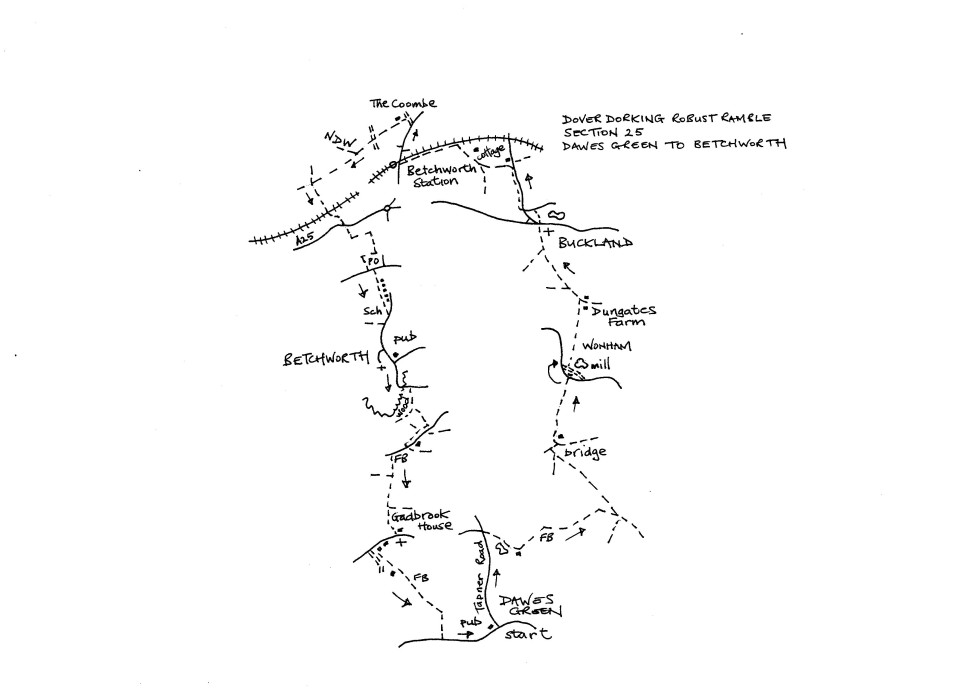 The Coombe
DOVER DORKING ROBUST RAMBLE
SECTION 25
DAWES GREEN TO BETCHWORTH
NDW
cottage
Betchworth
Station
A25
BUCKLAND
PO
Sch
Dungates
Farm
pub
BETCHWORTH
WONHAM
mill
wood
FB
bridge
Gadbrook
House
FB
Tapner Road
FB
DAWES
GREEN
pub
start